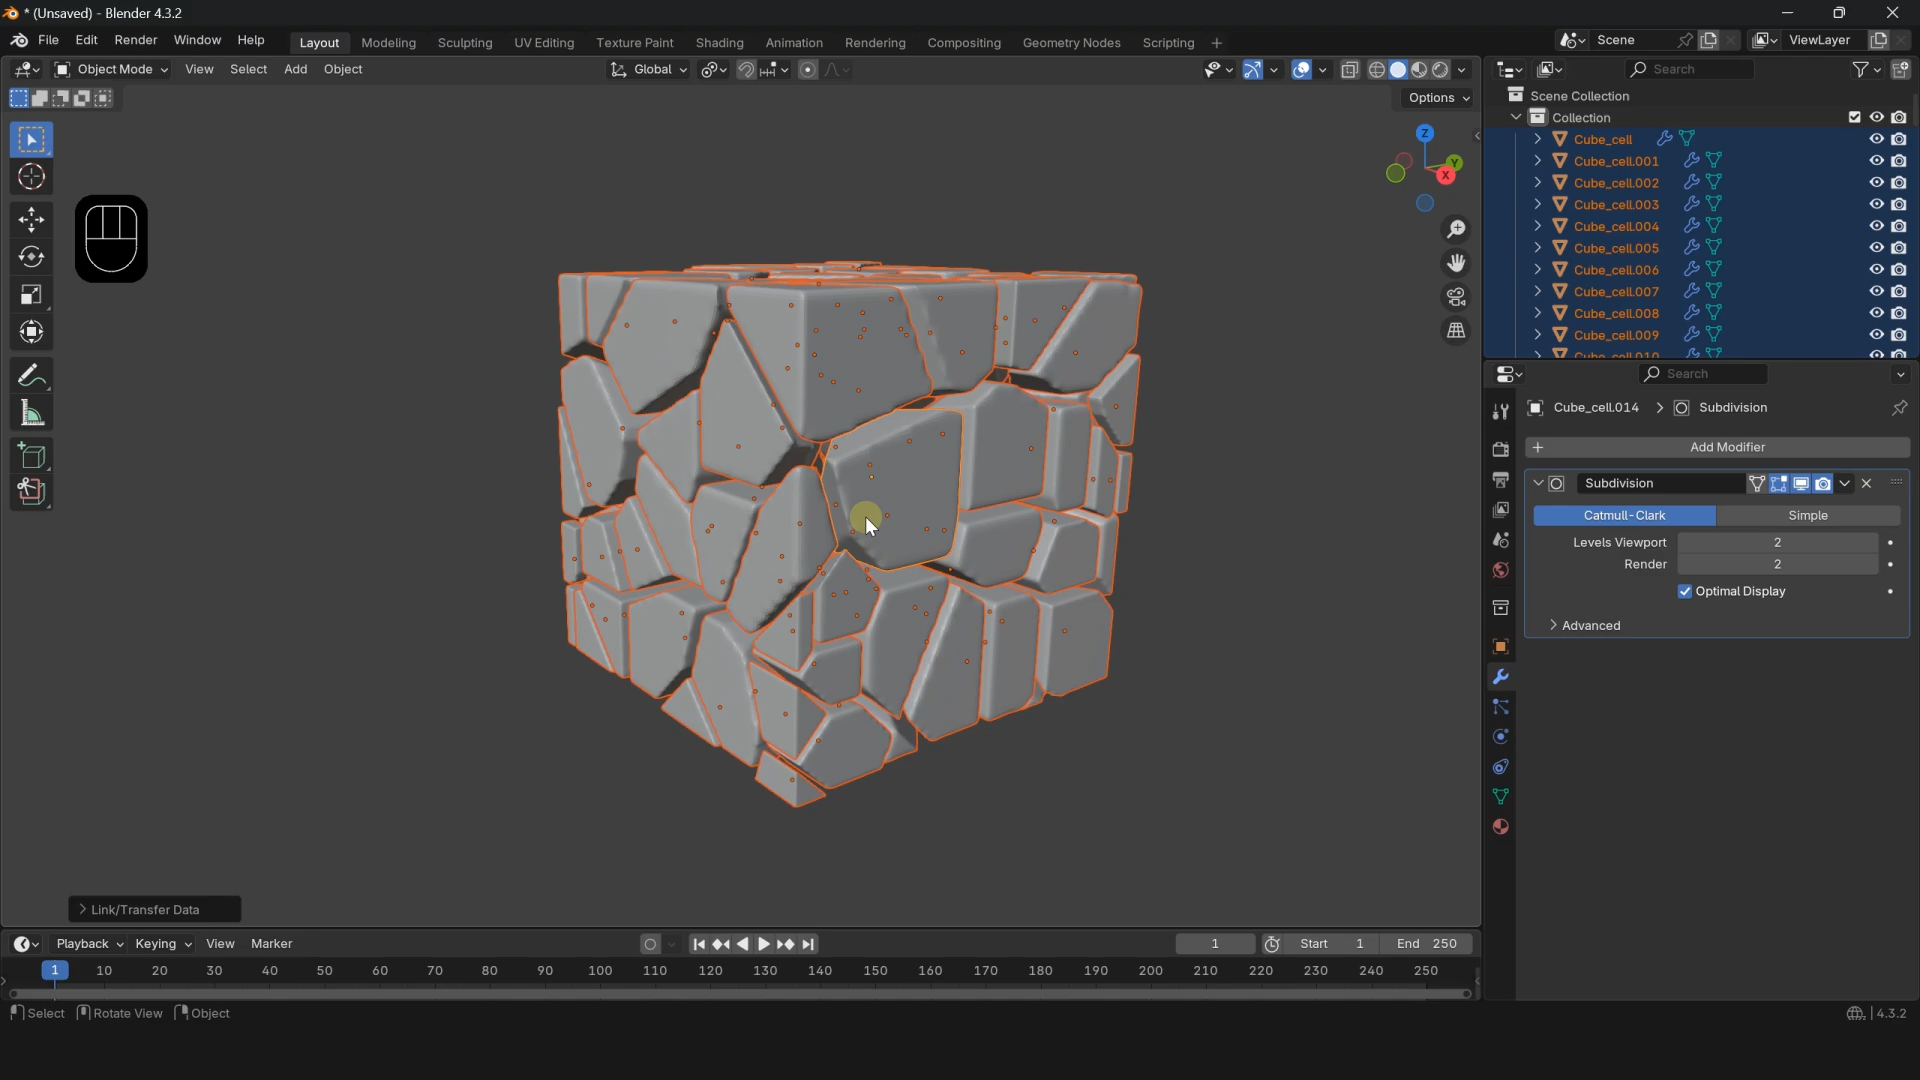 * (Unsaved) - Blender 4.3.2
File Edit Render Window Help
Layout Modeling Sculpting UV Editing Texture Paint Shading Animation Rendering Compositing Geometry Nodes Scripting +
Scene
ViewLayer
Object Mode View Select Add Object
Global
Search
Options
Scene Collection
Collection
Cube_cell
Cube_cell.001
Cube_cell.002
Cube_cell.003
Cube_cell.004
Cube_cell.005
Cube_cell.006
Cube_cell.007
Cube_cell.008
Cube_cell.009
Cube_cell.010
Z
Y
X
Search
Cube_cell.014 > Subdivision
+ Add Modifier
Subdivision
Catmull-Clark Simple
Levels Viewport 2
Render 2
Optimal Display
Advanced
Link/Transfer Data
Playback Keying View Marker
1
Start 1
End 250
1 10 20 30 40 50 60 70 80 90 100 110 120 130 140 150 160 170 180 190 200 210 220 230 240 250
Select Rotate View Object
4.3.2